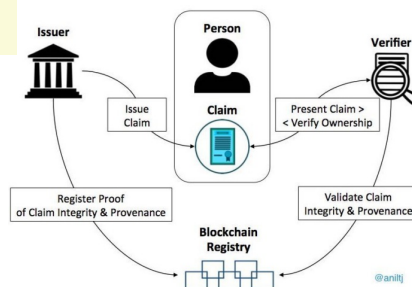 Issuer
Person
Verifier
Issue
Claim
Claim
Present Claim >
< Verify Ownership
Register Proof
of Claim Integrity & Provenance
Validate Claim
Integrity & Provenance
Blockchain
Registry
@aniltj